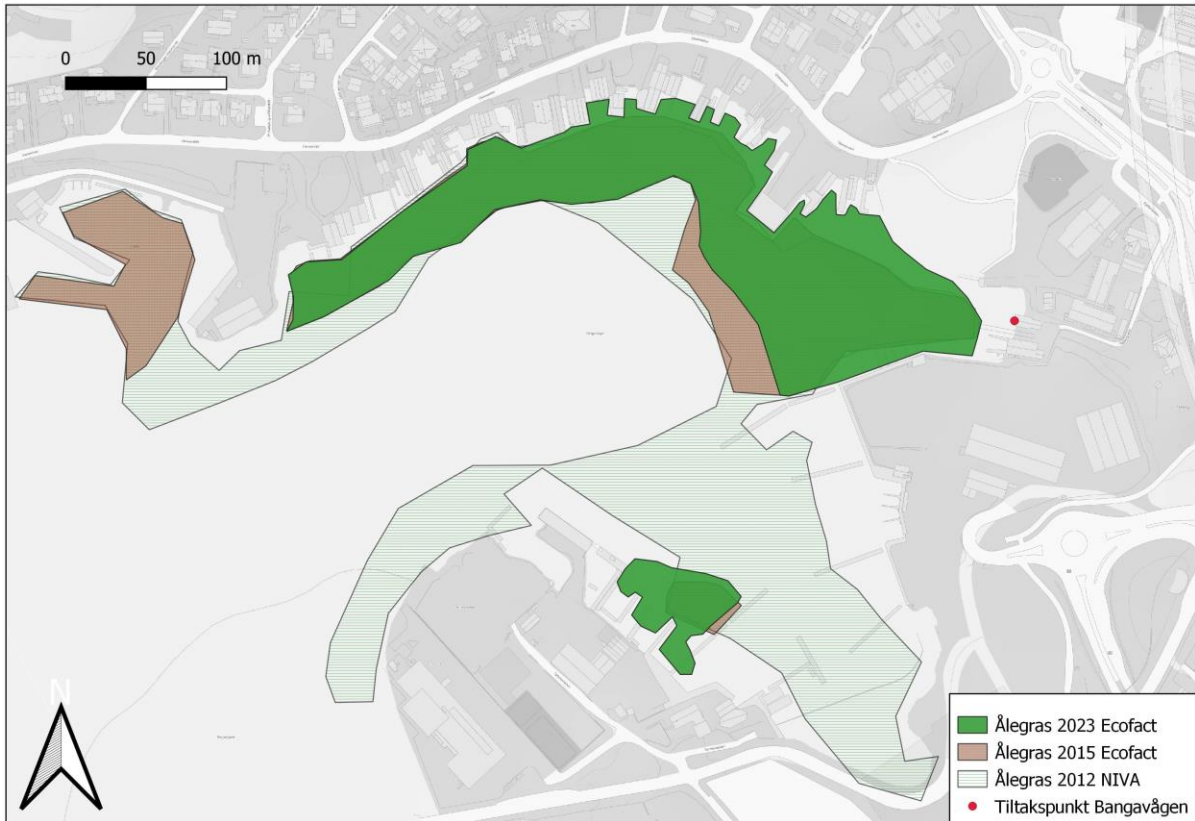 0 50 100 m
N
Ålegras 2023 Ecofact
Ålegras 2015 Ecofact
Ålegras 2012 NIVA
Tiltakspunkt Bangavågen